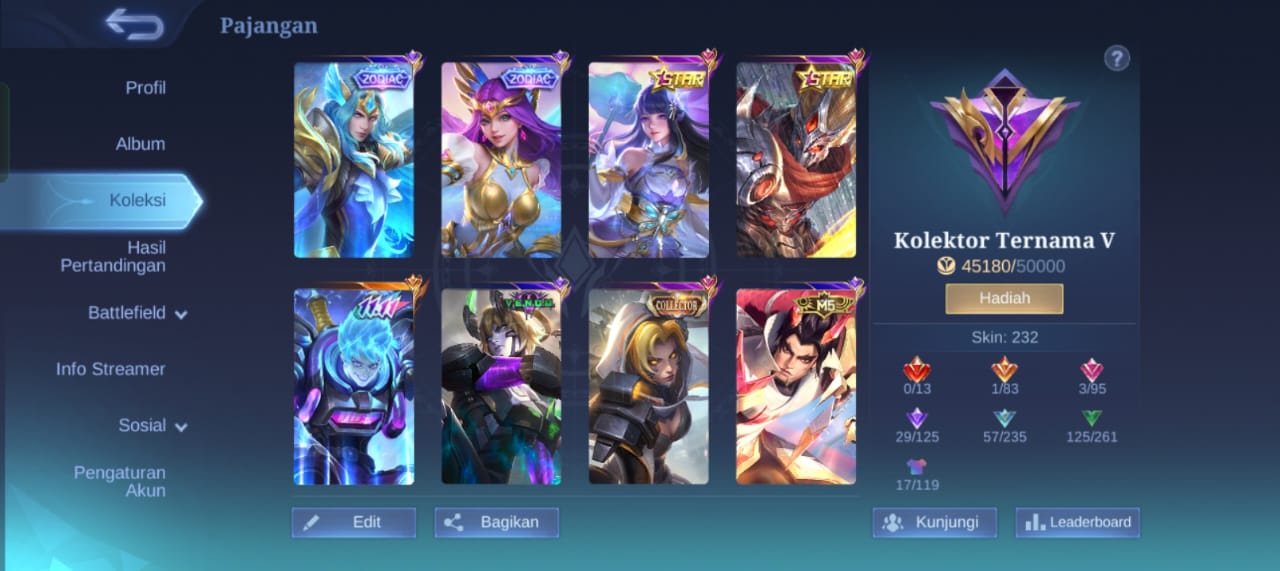 Pajangan
Profil
Album
Koleksi
Hasil
Pertandingan
Battlefield
Info Streamer
Sosial
Pengaturan
Akun
ZODIAC
ZODIAC
STAR
STAR
11.11
V.E.N.O.M.
COLLECTOR
M5
Edit
Bagikan
?
Kolektor Ternama V
45180/50000
Hadiah
Skin: 232
0/13
1/83
3/95
29/125
57/235
125/261
17/119
Kunjungi
Leaderboard